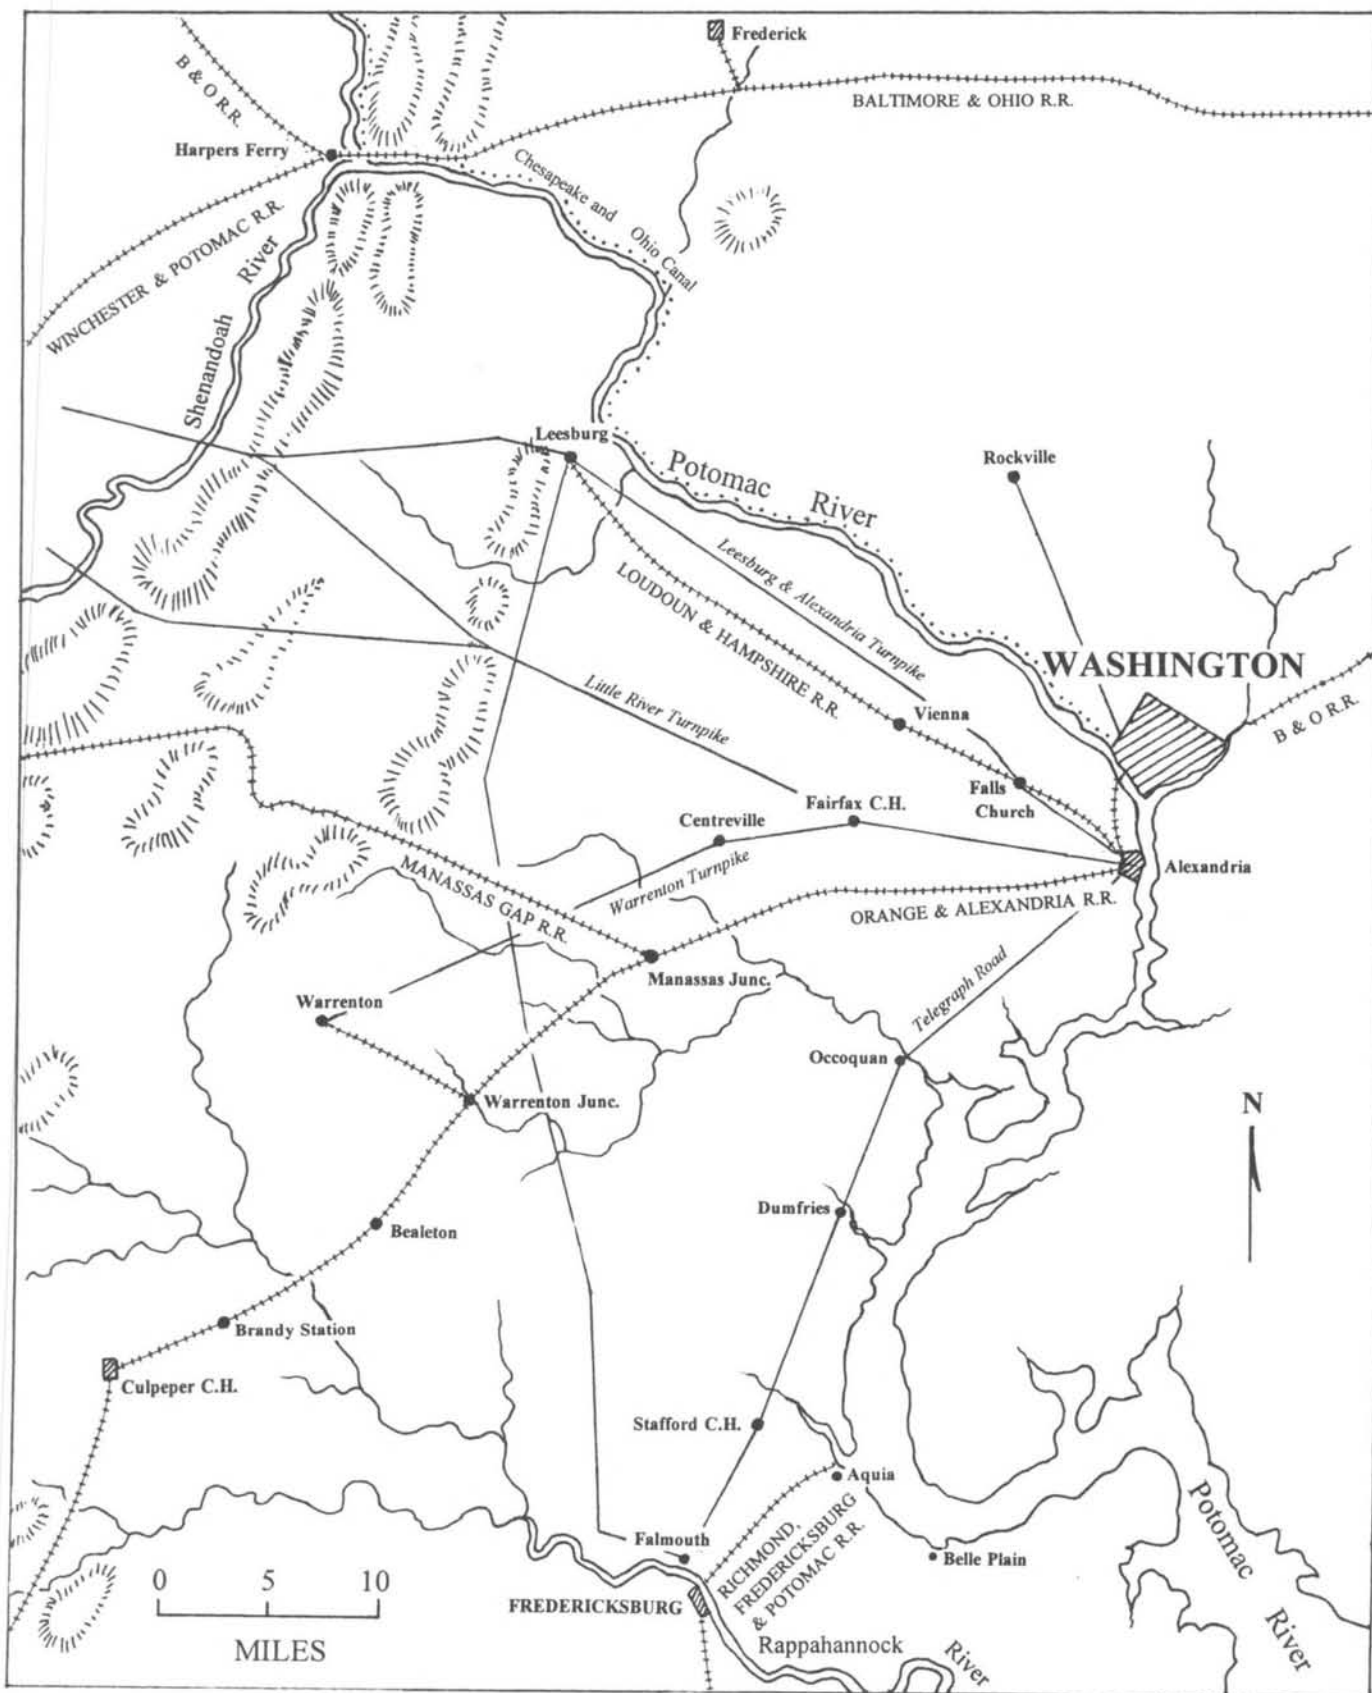 Frederick
B & O R.R.
BALTIMORE & OHIO R.R.
Harpers Ferry
Chesapeake and
Ohio Canal
WINCHESTER & POTOMAC R.R.
Shenandoah
River
Leesburg
Potomac River
Rockville
Leesburg & Alexandria Turnpike
LOUDOUN & HAMPSHIRE R.R.
WASHINGTON
Little River Turnpike
Vienna
B & O R.R.
Falls
Church
Fairfax C.H.
Centreville
Warrenton Turnpike
MANASSAS GAP R.R.
Alexandria
ORANGE & ALEXANDRIA R.R.
Manassas Junc.
Telegraph Road
Warrenton
Occoquan
Warrenton Junc.
N
Dumfries
Bealeton
Brandy Station
Culpeper C.H.
Stafford C.H.
Aquia
Falmouth
Belle Plain
RICHMOND,
FREDERICKSBURG
& POTOMAC R.R.
Potomac
River
0 5 10
MILES
FREDERICKSBURG
Rappahannock
River